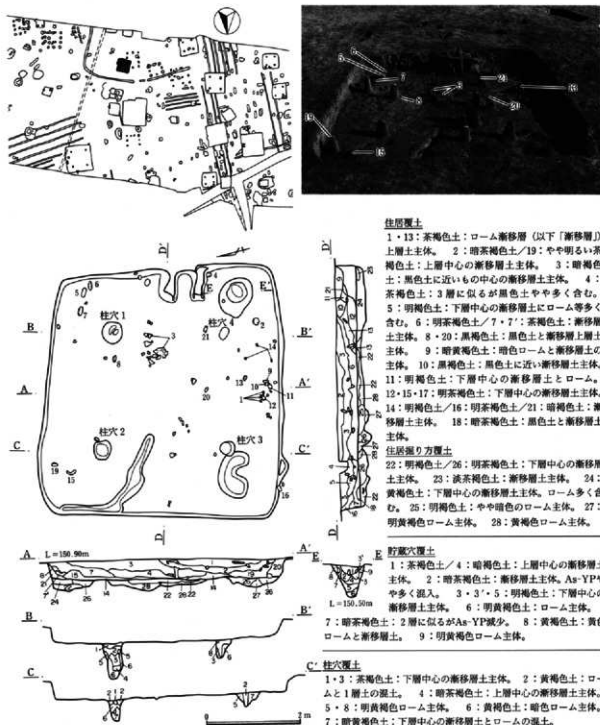 住居覆土
1・13：茶褐色土：ローム漸移層（以下「漸移層」）
上層土主体。 2：暗茶褐色土/19：やや明るい茶
褐色土：上層中心の漸移層土主体。 3：暗褐色
土：黒色土に近いもの中心の漸移層土主体。 4：
茶褐色土：3層に似るが黒色土やや多く含む。
5：明褐色土：下層中心の漸移層土にローム等多く
含む。6：明茶褐色土/7・7'：茶褐色土：漸移層
土主体。8・20：黒褐色土：黒色土と漸移層上層土
主体。 9：暗黄褐色土：暗色ロームと漸移層土の
主体。10：黒褐色土：黒色土に近い漸移層土主体。
11：明褐色土：下層中心の漸移層土とローム。
12・15・17：明茶褐色土：下層中心の漸移層土主体。
14：明褐色土/16：明茶褐色土/21：暗褐色土：漸
移層土主体。 18：暗茶褐色土：黒色土と漸移層土
主体。
住居掘り方覆土
22：明褐色土/26：明茶褐色土：下層中心の漸移層
土主体。 23：淡茶褐色土：漸移層土主体。 24：
黄褐色土：下層中心の漸移層土主体。ローム多く含
む。 25：明褐色土：やや暗色のローム主体。 27：
明黄褐色ローム主体。 28：黄褐色ローム主体。
貯蔵穴覆土
1：茶褐色土/4：暗褐色土：上層中心の漸移層土
主体。 2：暗茶褐色土：漸移層土主体。As-YPや
や多く混入。 3・3'・5：明褐色土：下層中心の
漸移層土主体。 6：明黄褐色土：ローム主体。
7：暗茶褐色土：2層に似るがAs-YP減少。 8：黄褐色土：黄色
ロームと漸移層土。 9：明黄褐色ローム主体。
柱穴覆土
1・3：茶褐色土：下層中心の漸移層土主体。 2：黄褐色土：ロー
ムと1層土の混土。 4：暗茶褐色土：上層中心の漸移層土主体。
5・8：明黄褐色ローム主体。 6：黄褐色土：暗色ローム主体。
7：暗黄褐色土：下層中心の漸移層土とロームの混土。
柱穴 1
柱穴 4
柱穴 2
柱穴 3
D'
E
E'
B
B'
A
A'
C
C'
D
L＝150.90m
L＝150.50m
0
2 m